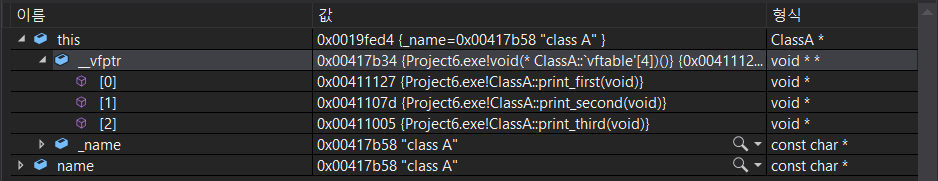 이름 값 형식
this 0x0019fed4 {_name=0x00417b58 "class A" } ClassA *
__vfptr 0x00417b34 {Project6.exe!void(* ClassA::`vftable'[4])()} {0x0041112... void * *
[0] 0x00411127 {Project6.exe!ClassA::print_first(void)} void *
[1] 0x0041107d {Project6.exe!ClassA::print_second(void)} void *
[2] 0x00411005 {Project6.exe!ClassA::print_third(void)} void *
_name 0x00417b58 "class A" const char *
name 0x00417b58 "class A" const char *